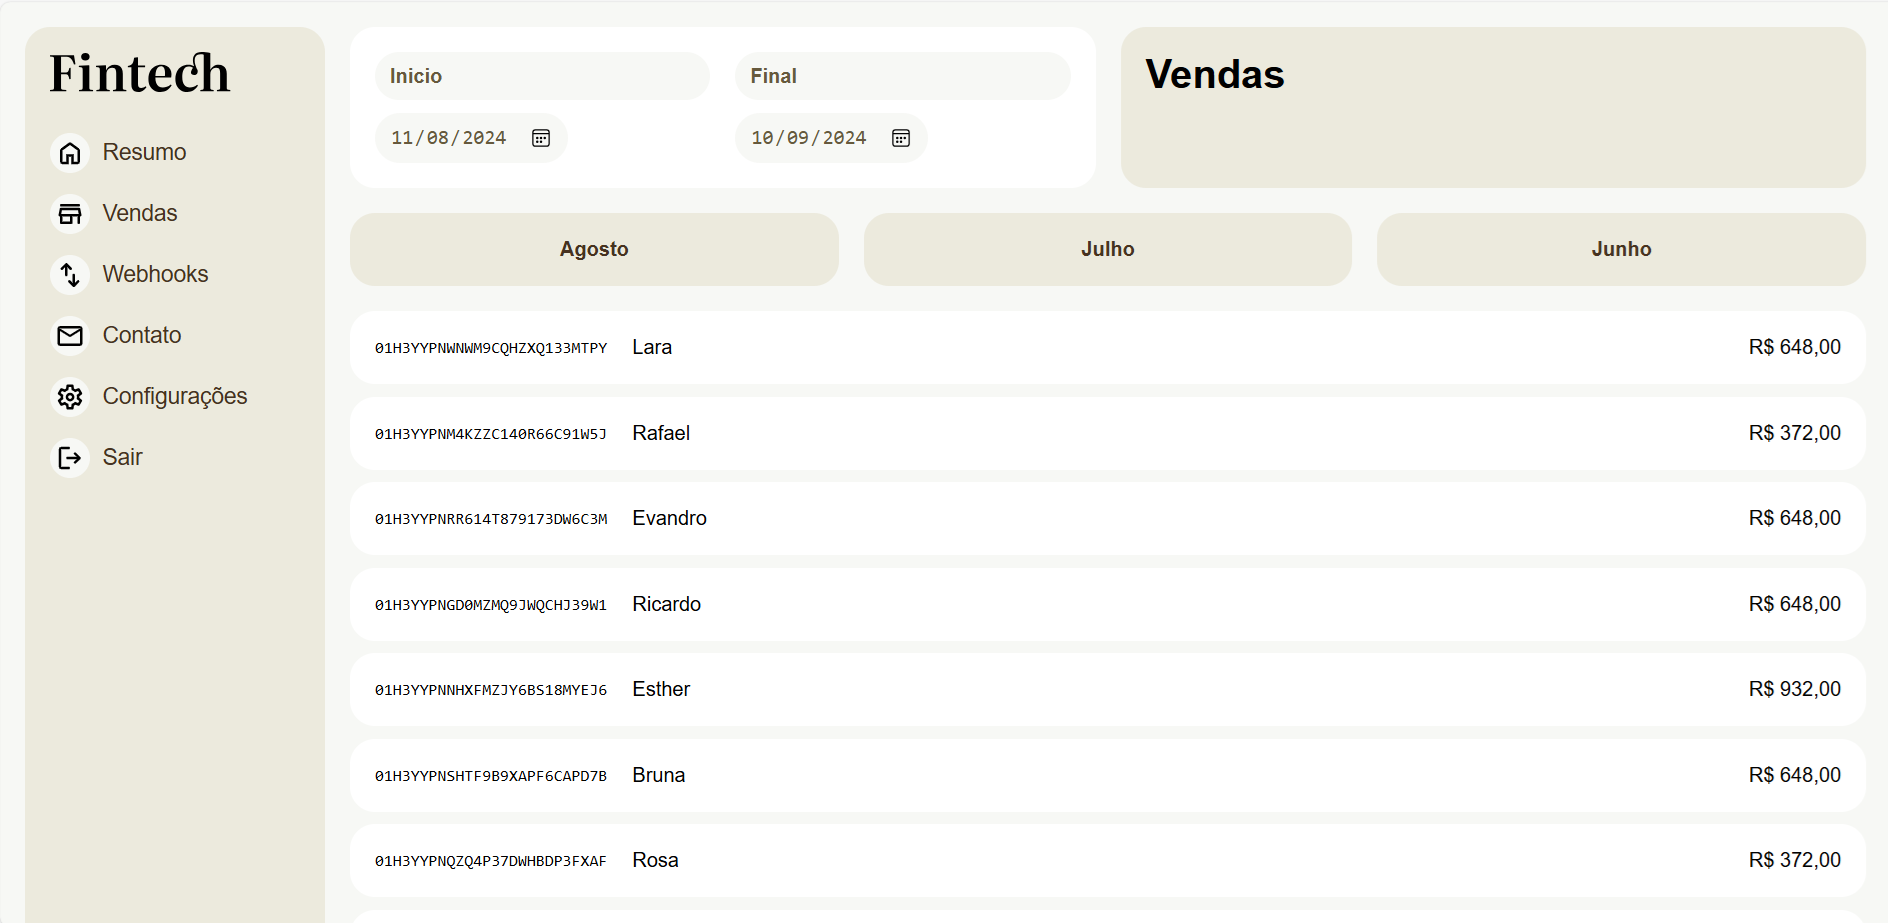 Fintech
Resumo
Vendas
Webhooks
Contato
Configurações
Sair
Inicio
11/08/2024
Final
10/09/2024
Vendas
Agosto
Julho
Junho
01H3YYPNWNWM9CQHZXQ133MTPY Lara R$ 648,00
01H3YYPNM4KZZC140R66C91W5J Rafael R$ 372,00
01H3YYPNRR614T879173DW6C3M Evandro R$ 648,00
01H3YYPNGD0MZMQ9JWQCHJ39W1 Ricardo R$ 648,00
01H3YYPNNHXFMZJY6BS18MYEJ6 Esther R$ 932,00
01H3YYPNSHTF9B9XAPF6CAPD7B Bruna R$ 648,00
01H3YYPNQZQ4P37DWHBDP3FXAF Rosa R$ 372,00